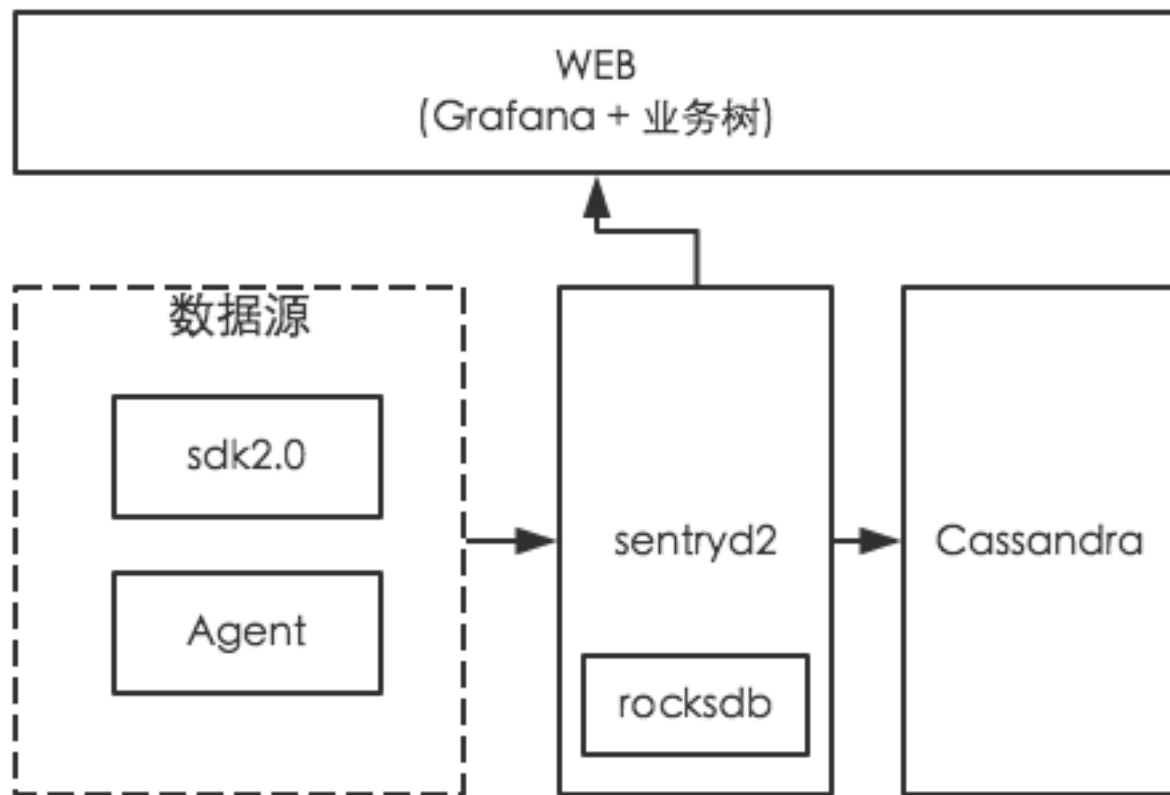 WEB
(Grafana + 业务树)
数据源
sdk2.0
Agent
sentryd2
rocksdb
Cassandra